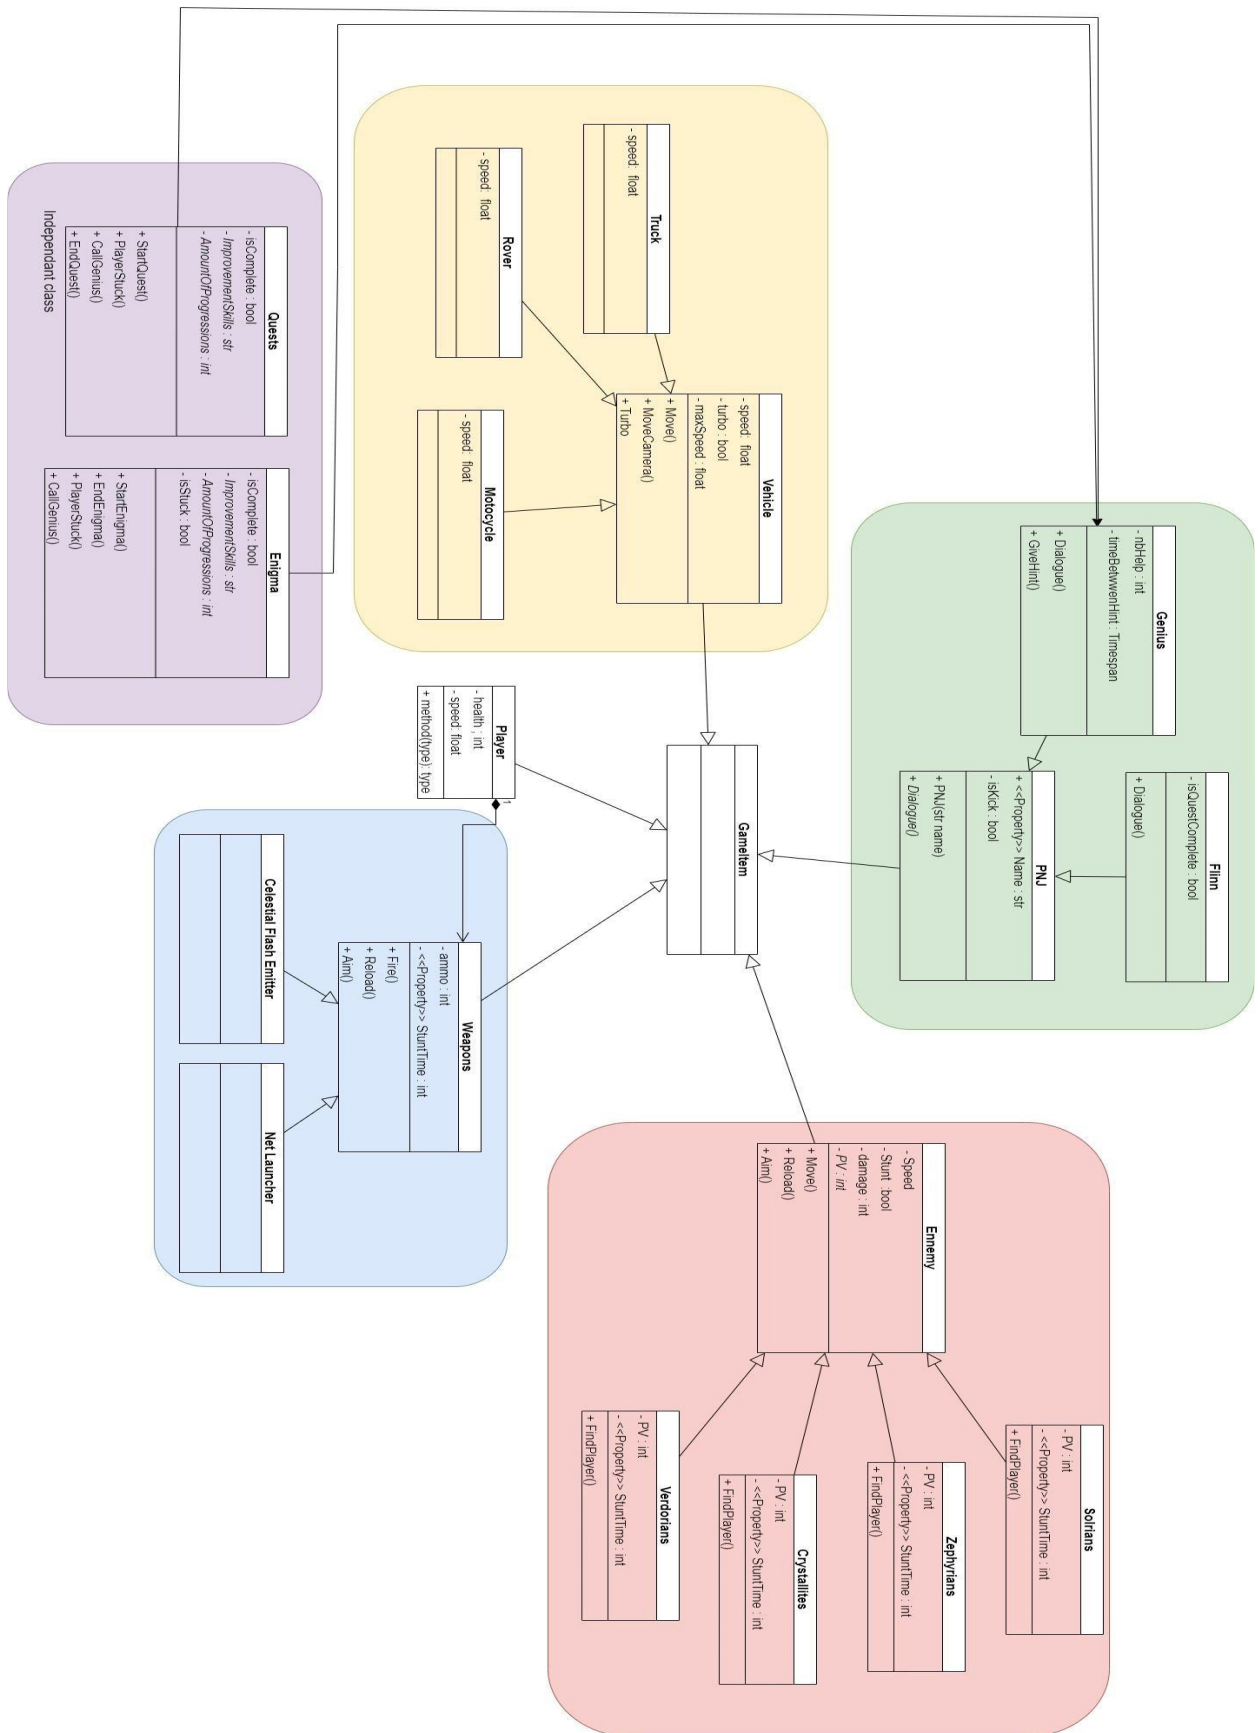 Genius
- nbHelp : int
- timeBetwwenHint : Timespan
+ Dialogue()
+ GiveHint()
Flinn
- isQuestComplete : bool
+ Dialogue()
PNJ
+ <<Property>> Name : str
- isKick : bool
+ PNJ(str name)
+ Dialogue()
Truck
- speed:  float
Rover
- speed:  float
Vehicle
- speed:  float
- turbo : bool
- maxSpeed : float
+ Move()
+ MoveCamera()
+ Turbo
Motocycle
- speed:  float
Quests
- isComplete : bool
- ImprovementSkills : str
- AmountOfProgressions : int
+ StartQuest()
+ PlayerStuck()
+ CallGenius()
+ EndQuest()
Independant class
Enigma
- isComplete : bool
- ImprovementSkills : str
- AmountOfProgressions : int
- isStuck : bool
+ StartEnigma()
+ EndEnigma()
+ PlayerStuck()
+ CallGenius()
GameItem
Player
- health ; int
- speed: float
+ method(type): type
1
Weapons
- ammo : int
- <<Property>> StuntTime : int
+ Fire()
+ Reload()
+ Aim()
Celestial Flash Emitter
Net Launcher
Ennemy
- Speed
- Stunt :bool
- damage : int
- PV : int
+ Move()
+ Reload()
+ Aim()
Solrians
- PV : int
- <<Property>> StuntTime : int
+ FindPlayer()
Zephyrians
- PV : int
- <<Property>> StuntTime : int
+ FindPlayer()
Crystallites
- PV : int
- <<Property>> StuntTime : int
+ FindPlayer()
Verdorians
- PV : int
- <<Property>> StuntTime : int
+ FindPlayer()